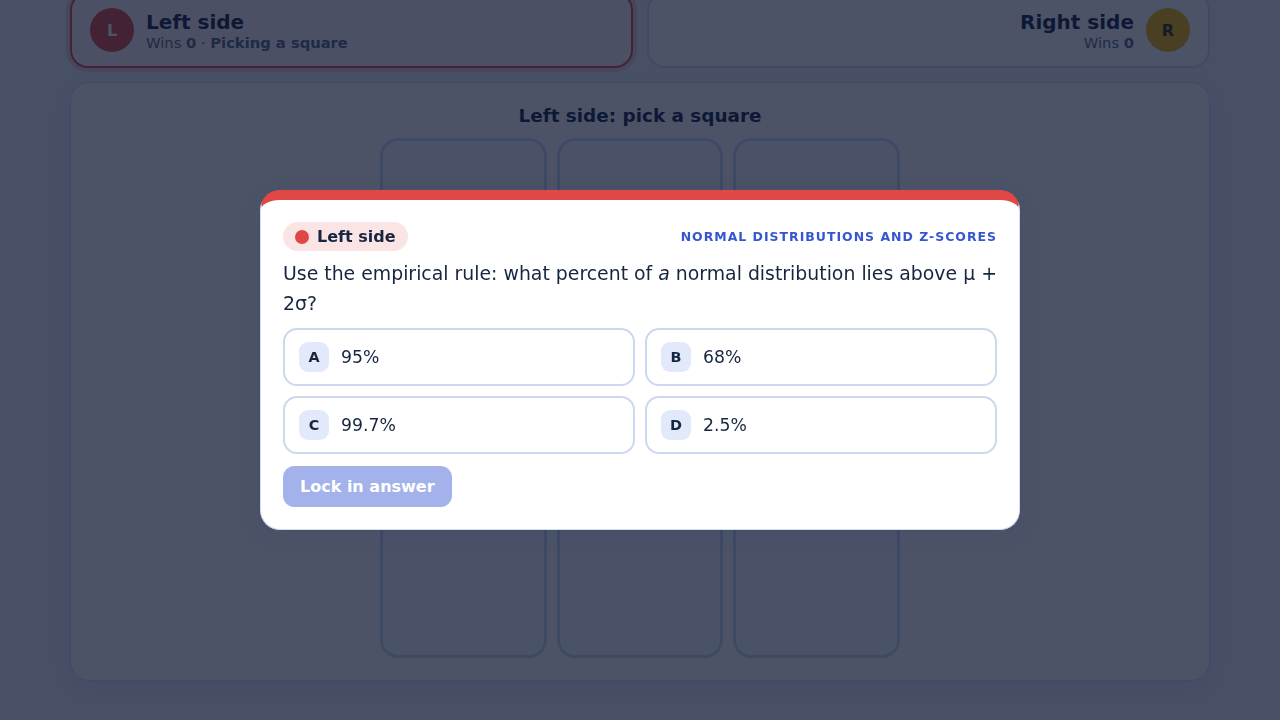 L
Left side
Wins 0 · Picking a square
Right side
Wins 0
R
Left side: pick a square
Left side
NORMAL DISTRIBUTIONS AND Z-SCORES
Use the empirical rule: what percent of a normal distribution lies above μ +
2σ?
A 95%
B 68%
C 99.7%
D 2.5%
Lock in answer